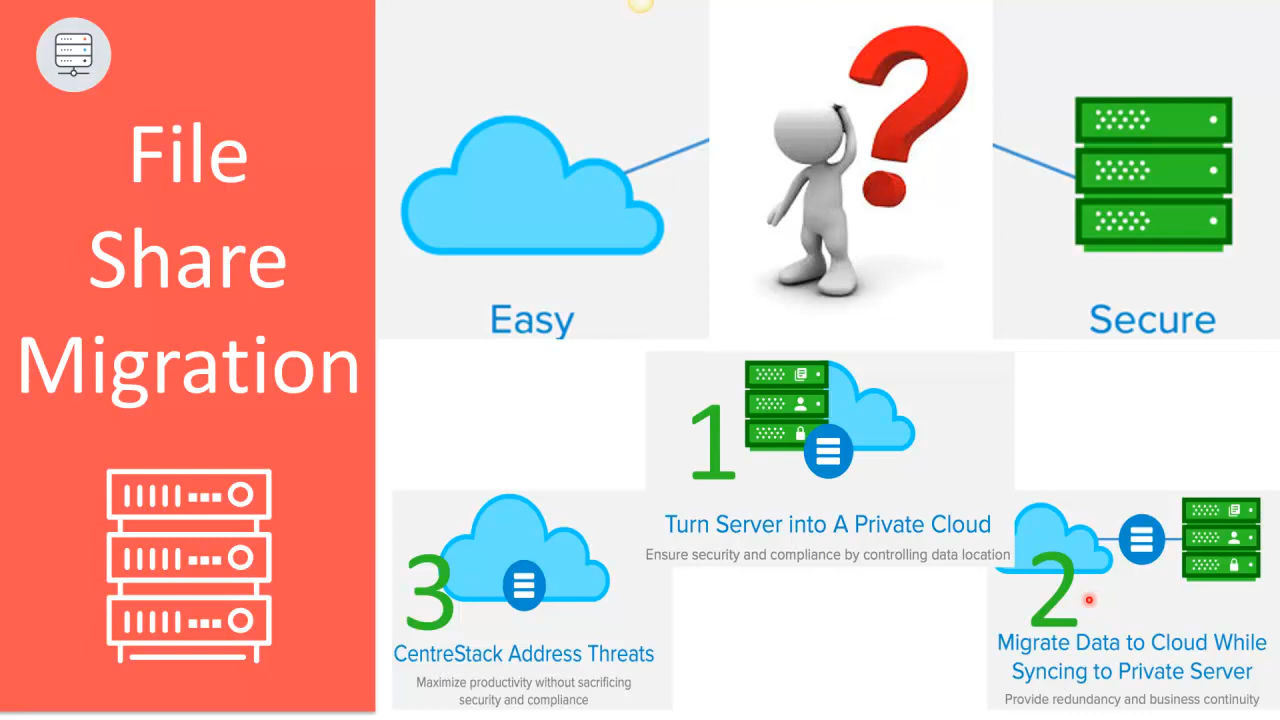 File
Share
Migration
Easy
?
Secure
1
Turn Server into A Private Cloud
Ensure security and compliance by controlling data location
3
CentreStack Address Threats
Maximize productivity without sacrificing
security and compliance
2
Migrate Data to Cloud While
Syncing to Private Server
Provide redundancy and business continuity